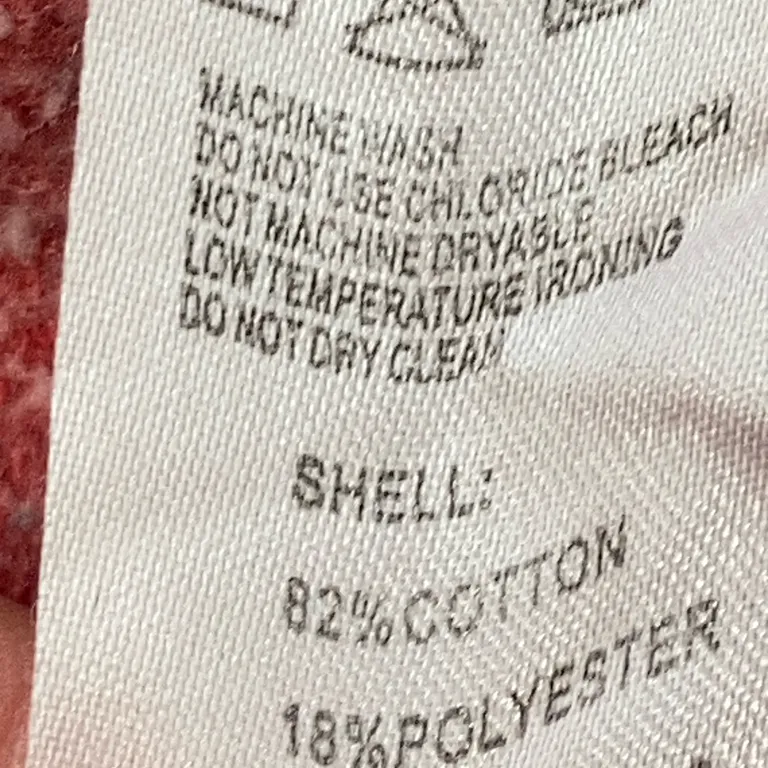 MACHINE WASH
DO NOT USE CHLORIDE BLEACH
NOT MACHINE DRYABLE
LOW TEMPERATURE IRONING
DO NOT DRY CLEAN
SHELL:
82%COTTON
18%POLYESTER